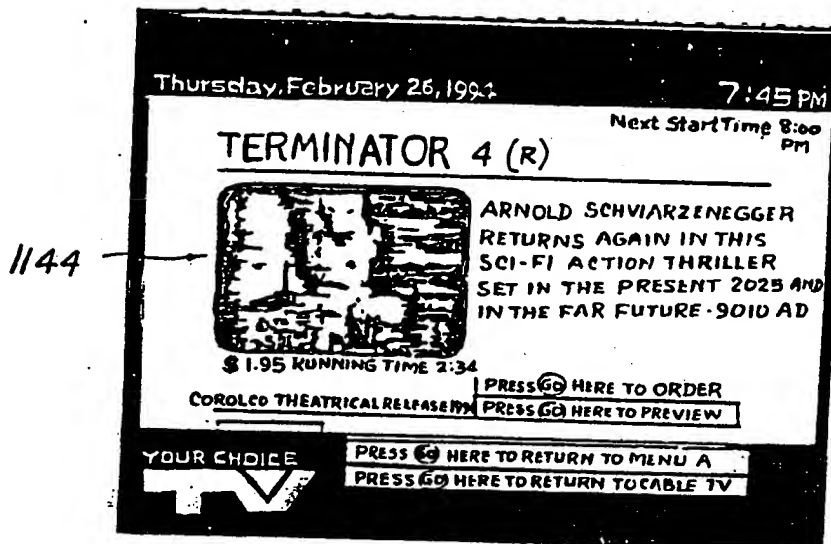 Thursday, February 26, 1992
7:45 PM
Next Start Time 8:00
PM
TERMINATOR 4 (R)
1144
ARNOLD SCHVIARZENEGGER
RETURNS AGAIN IN THIS
SCI-FI ACTION THRILLER
SET IN THE PRESENT 2025 AND
IN THE FAR FUTURE - 9010 AD
$ 1.95 RUNNING TIME 2:34
PRESS GO HERE TO ORDER
COROLCO THEATRICAL RELEASE
PRESS GO HERE TO PREVIEW
YOUR CHOICE
TV
PRESS GO HERE TO RETURN TO MENU A
PRESS GO HERE TO RETURN TO CABLE TV